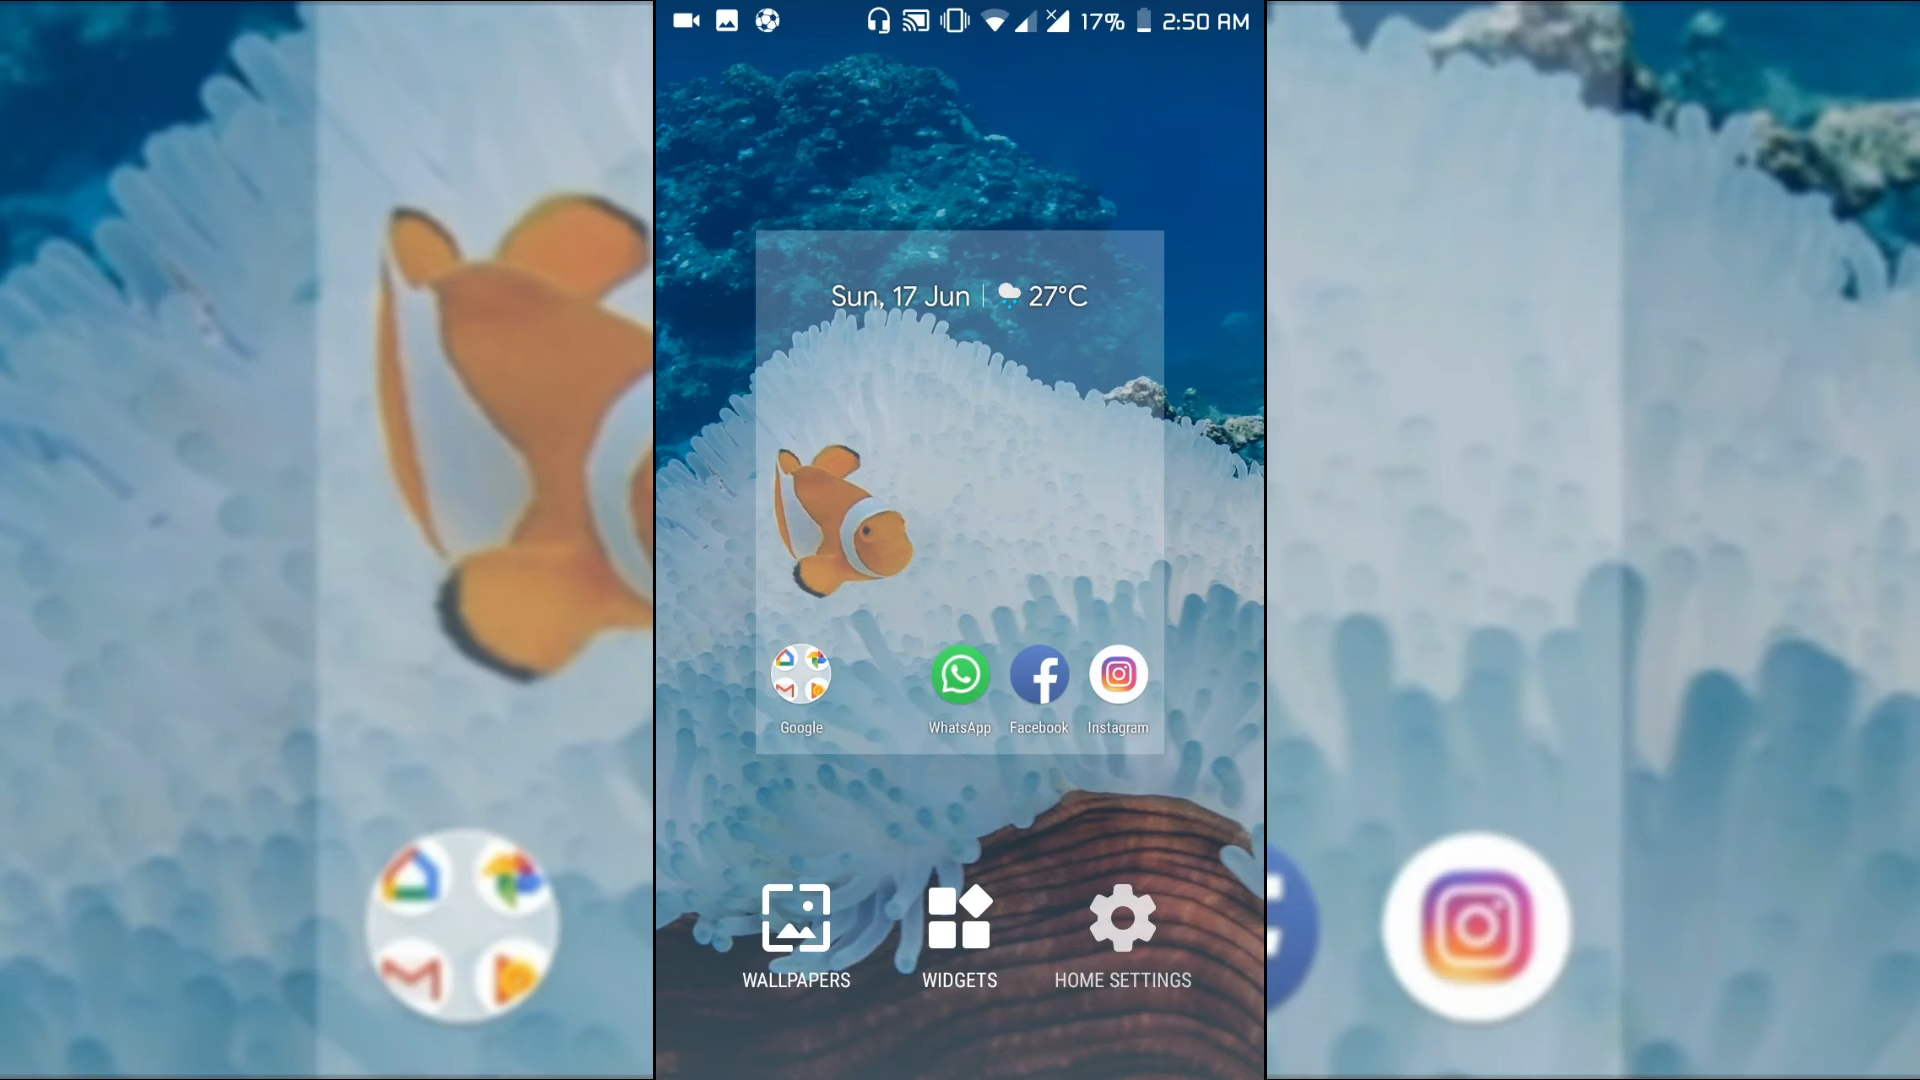 17% 2:50 AM
Sun, 17 Jun 27°C
Google WhatsApp Facebook Instagram
WALLPAPERS WIDGETS HOME SETTINGS